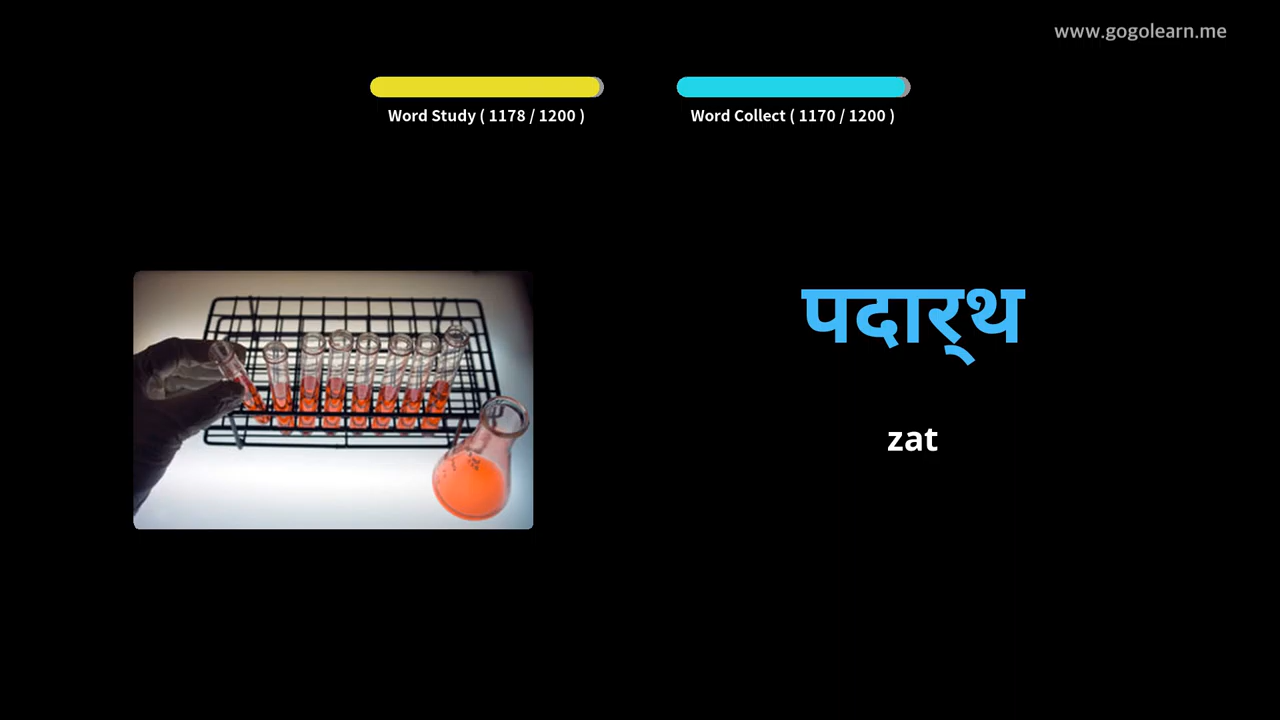 www.gogolearn.me
Word Study ( 1178 / 1200 )
Word Collect ( 1170 / 1200 )
पदार्‌थ
zat